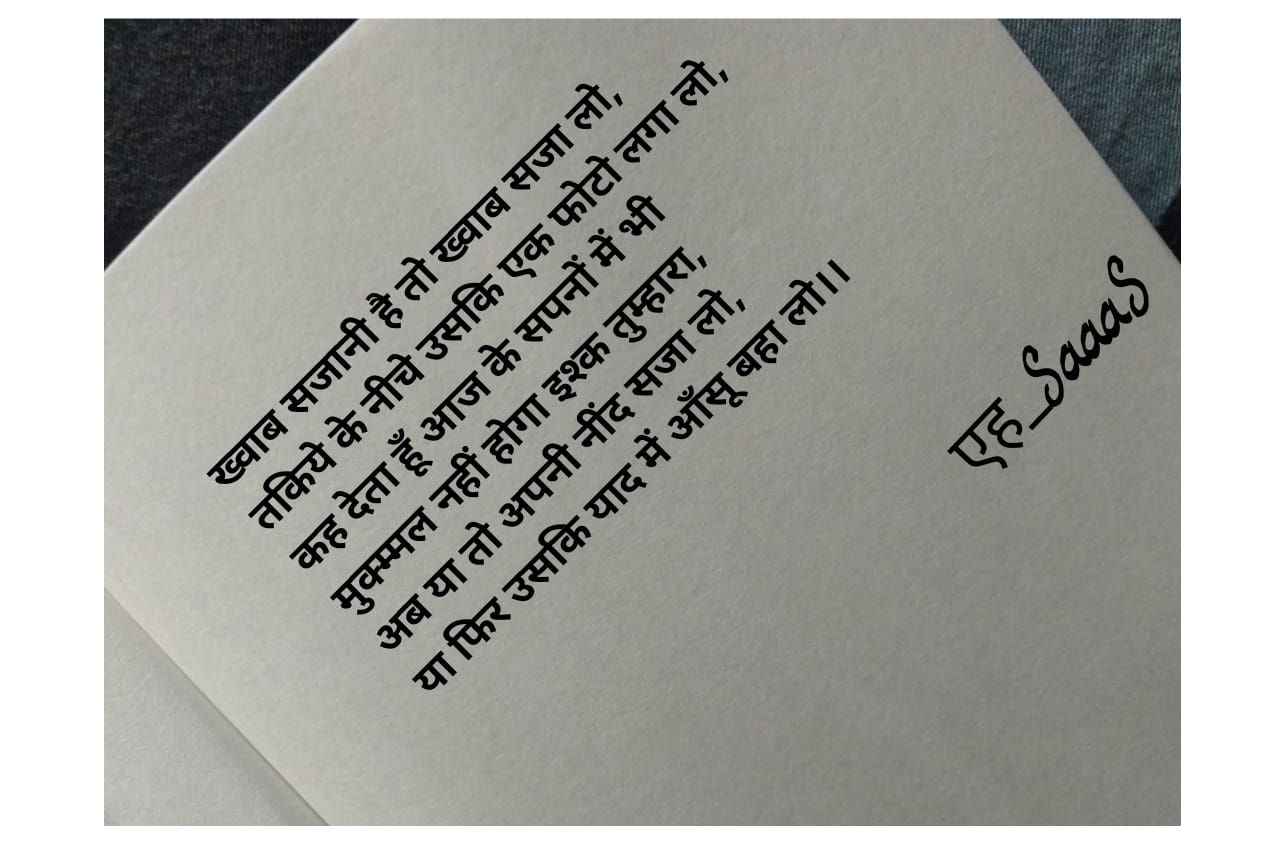 ख्वाब सजानी है तो ख्वाब सजा लो,
तकिये के नीचे उसकि एक फोटो लगा लो,
कह देता हूँ आज के सपनों में भी
मुक्म्मल नहीं होगा इश्क तुम्हारा,
अब या तो अपनी नींद सजा लो,
या फिर उसकि याद में आँसू बहा लो।।
एह_SaaaS